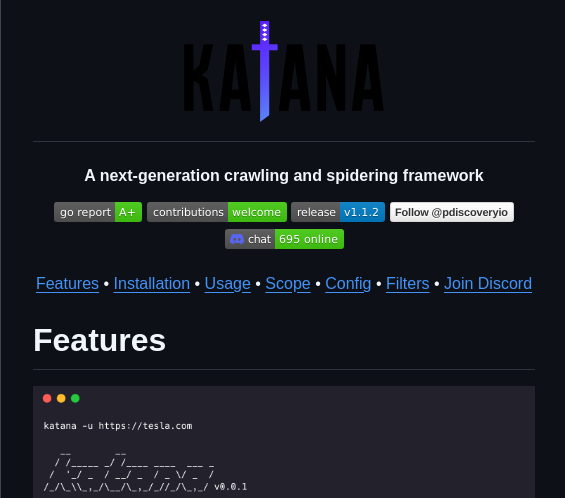 KATANA
A next-generation crawling and spidering framework
go report A+ contributions welcome release v1.1.2 Follow @pdiscoveryio
chat 695 online
Features • Installation • Usage • Scope • Config • Filters • Join Discord
Features
katana -u https://tesla.com
katana v0.0.1